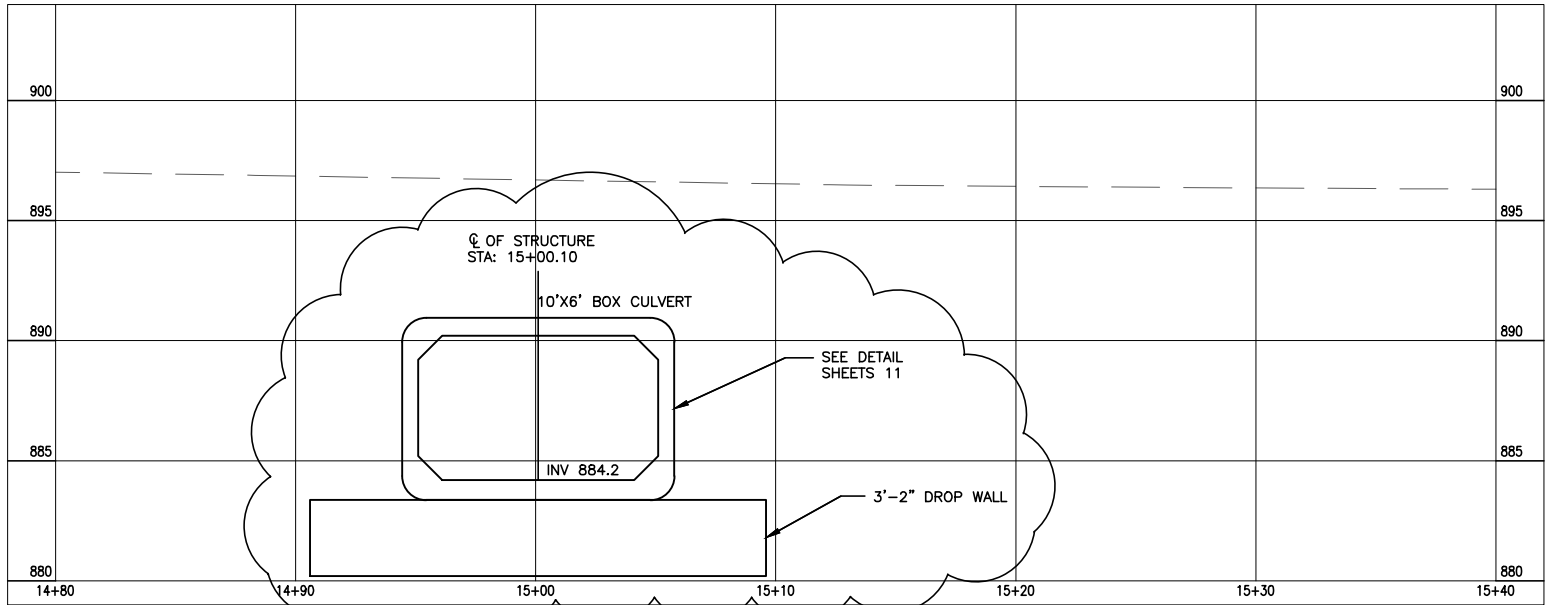 900 900
895 895
℄ OF STRUCTURE
STA: 15+00.10
10'X6' BOX CULVERT
890 890
SEE DETAIL
SHEETS 11
885 885
INV 884.2
3'-2" DROP WALL
880 880
14+80 14+90 15+00 15+10 15+20 15+30 15+40